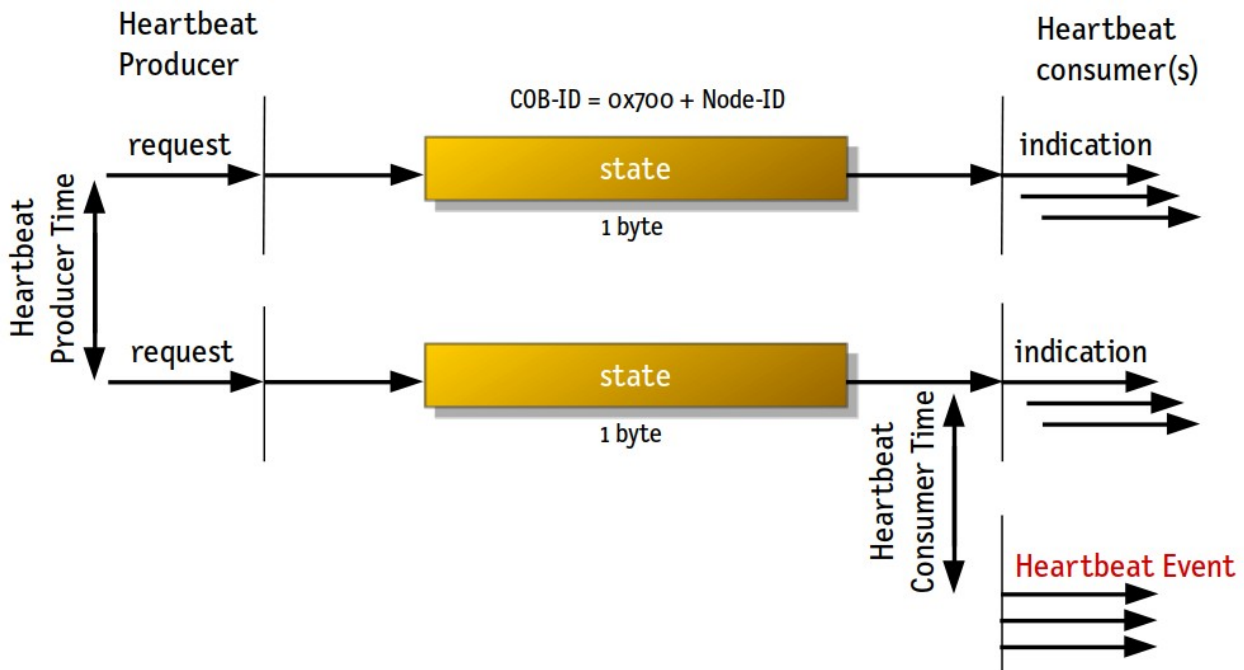 Heartbeat
Producer
Heartbeat
consumer(s)
COB-ID = 0x700 + Node-ID
request
state
indication
1 byte
Heartbeat
Producer Time
request
state
indication
1 byte
Heartbeat
Consumer Time
Heartbeat Event